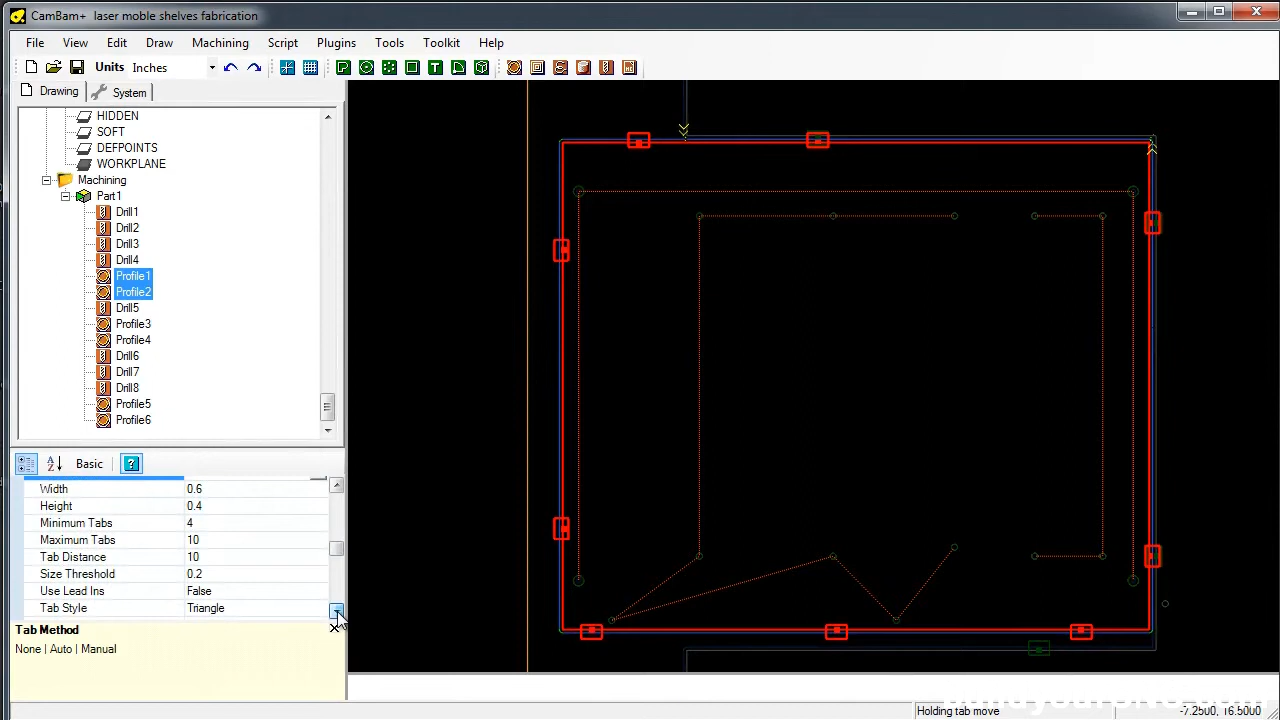 CamBam+ laser moble shelves fabrication
File View Edit Draw Machining Script Plugins Tools Toolkit Help
Units Inches
Drawing System
HIDDEN
SOFT
DEFPNTS
WORKPLANE
Machining
Part1
Drill1
Drill2
Drill3
Drill4
Profile1
Profile2
Drill5
Profile3
Profile4
Drill6
Drill7
Drill8
Profile5
Profile6
Basic
Width 0.6
Height 0.4
Minimum Tabs 4
Maximum Tabs 10
Tab Distance 10
Size Threshold 0.2
Use Lead Ins False
Tab Style Triangle
Tab Method
None | Auto | Manual
Holding tab move -7.2500, 16.5000